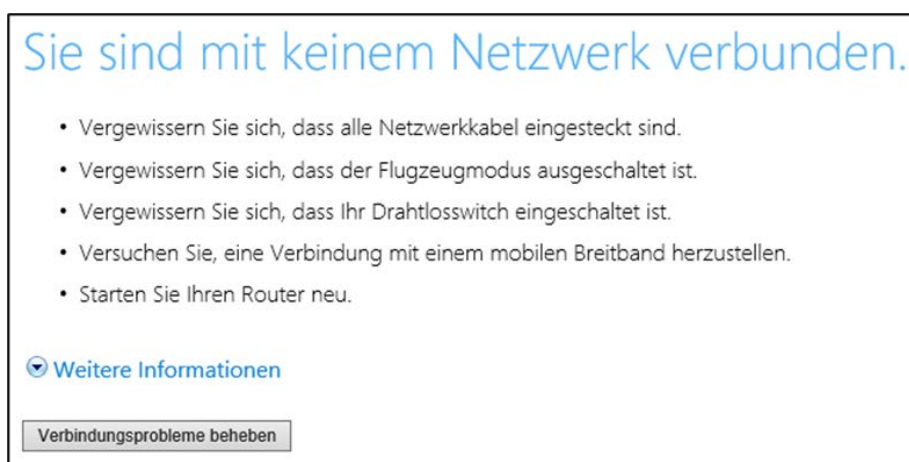 Sie sind mit keinem Netzwerk verbunden.
• Vergewissern Sie sich, dass alle Netzwerkkabel eingesteckt sind.
• Vergewissern Sie sich, dass der Flugzeugmodus ausgeschaltet ist.
• Vergewissern Sie sich, dass Ihr Drahtlosswitch eingeschaltet ist.
• Versuchen Sie, eine Verbindung mit einem mobilen Breitband herzustellen.
• Starten Sie Ihren Router neu.
Weitere Informationen
Verbindungsprobleme beheben